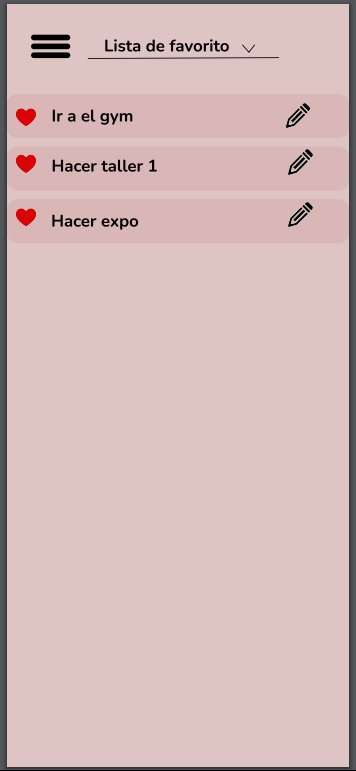 Lista de favorito
Ir a el gym
Hacer taller 1
Hacer expo